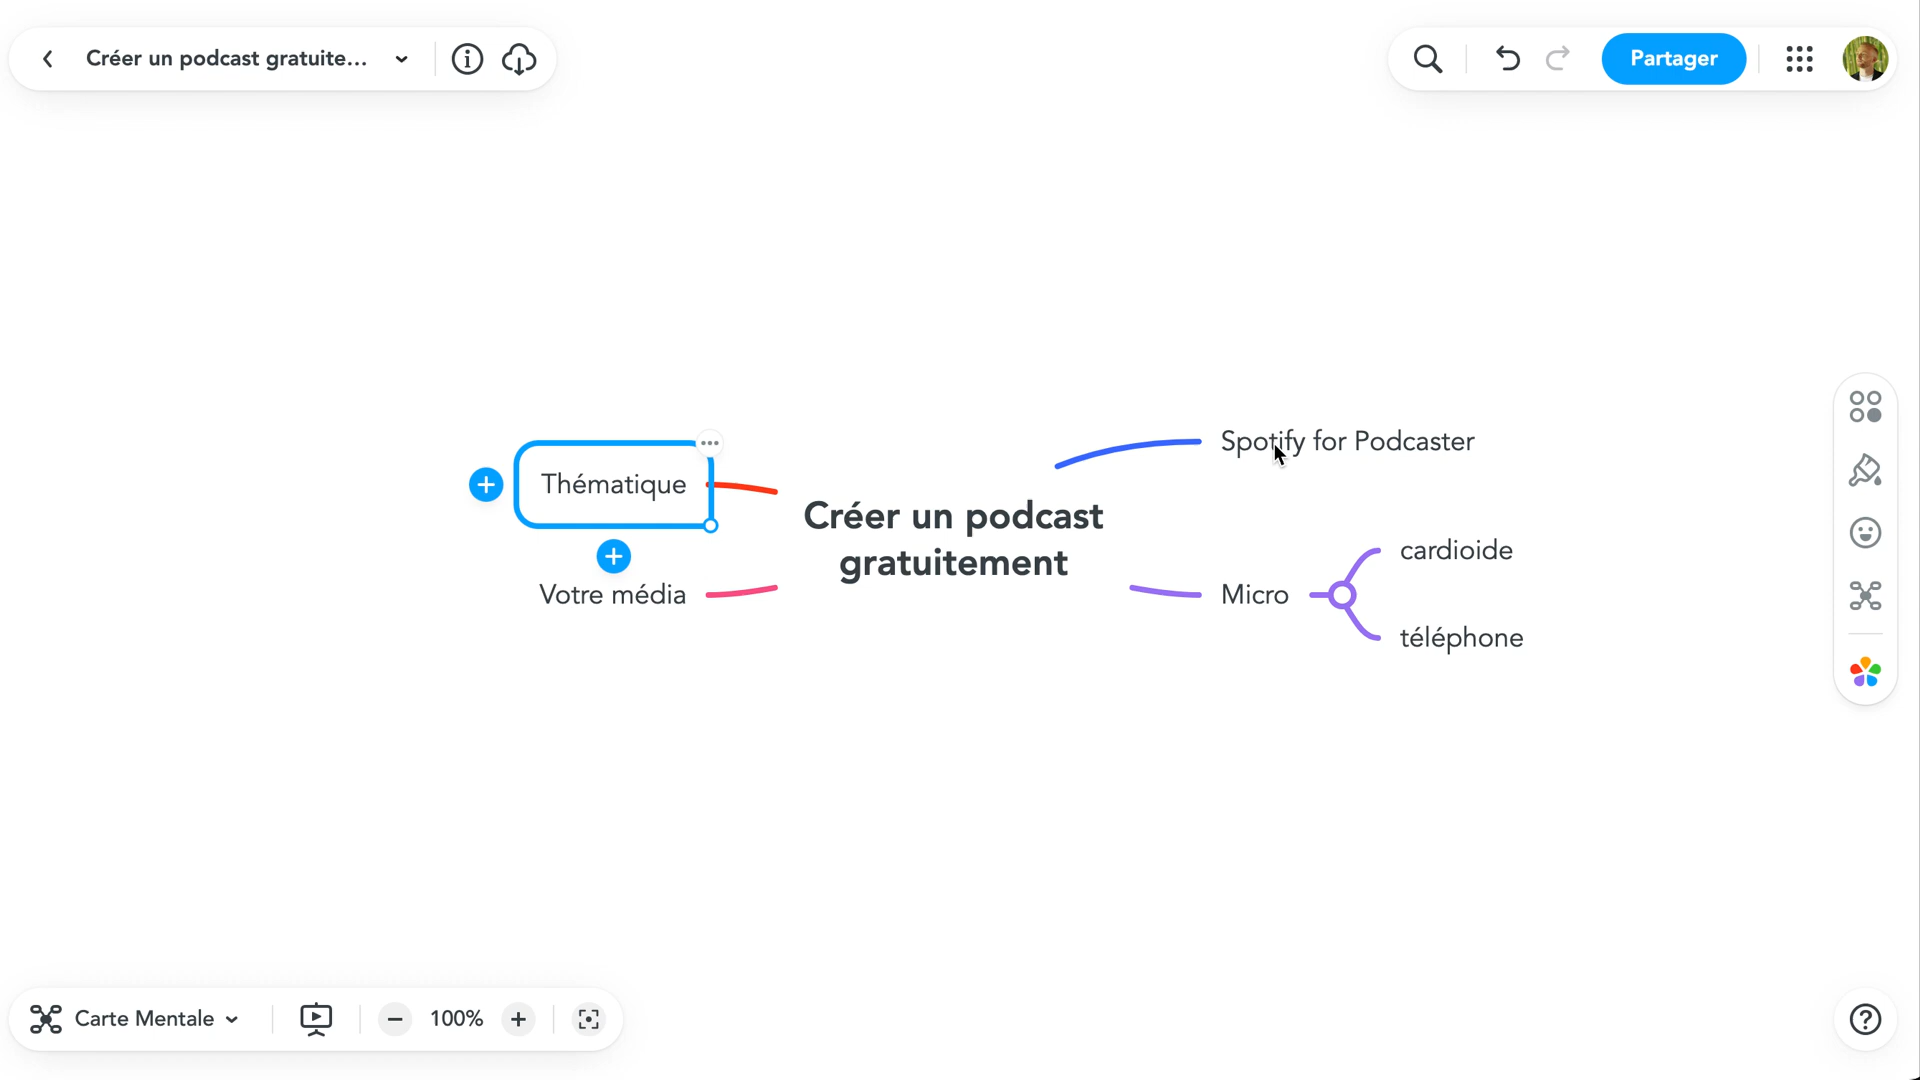 Créer un podcast gratuite...
Partager
Spotify for Podcaster
Thématique
Créer un podcast
gratuitement
cardioide
Votre média
Micro
téléphone
Carte Mentale
100%